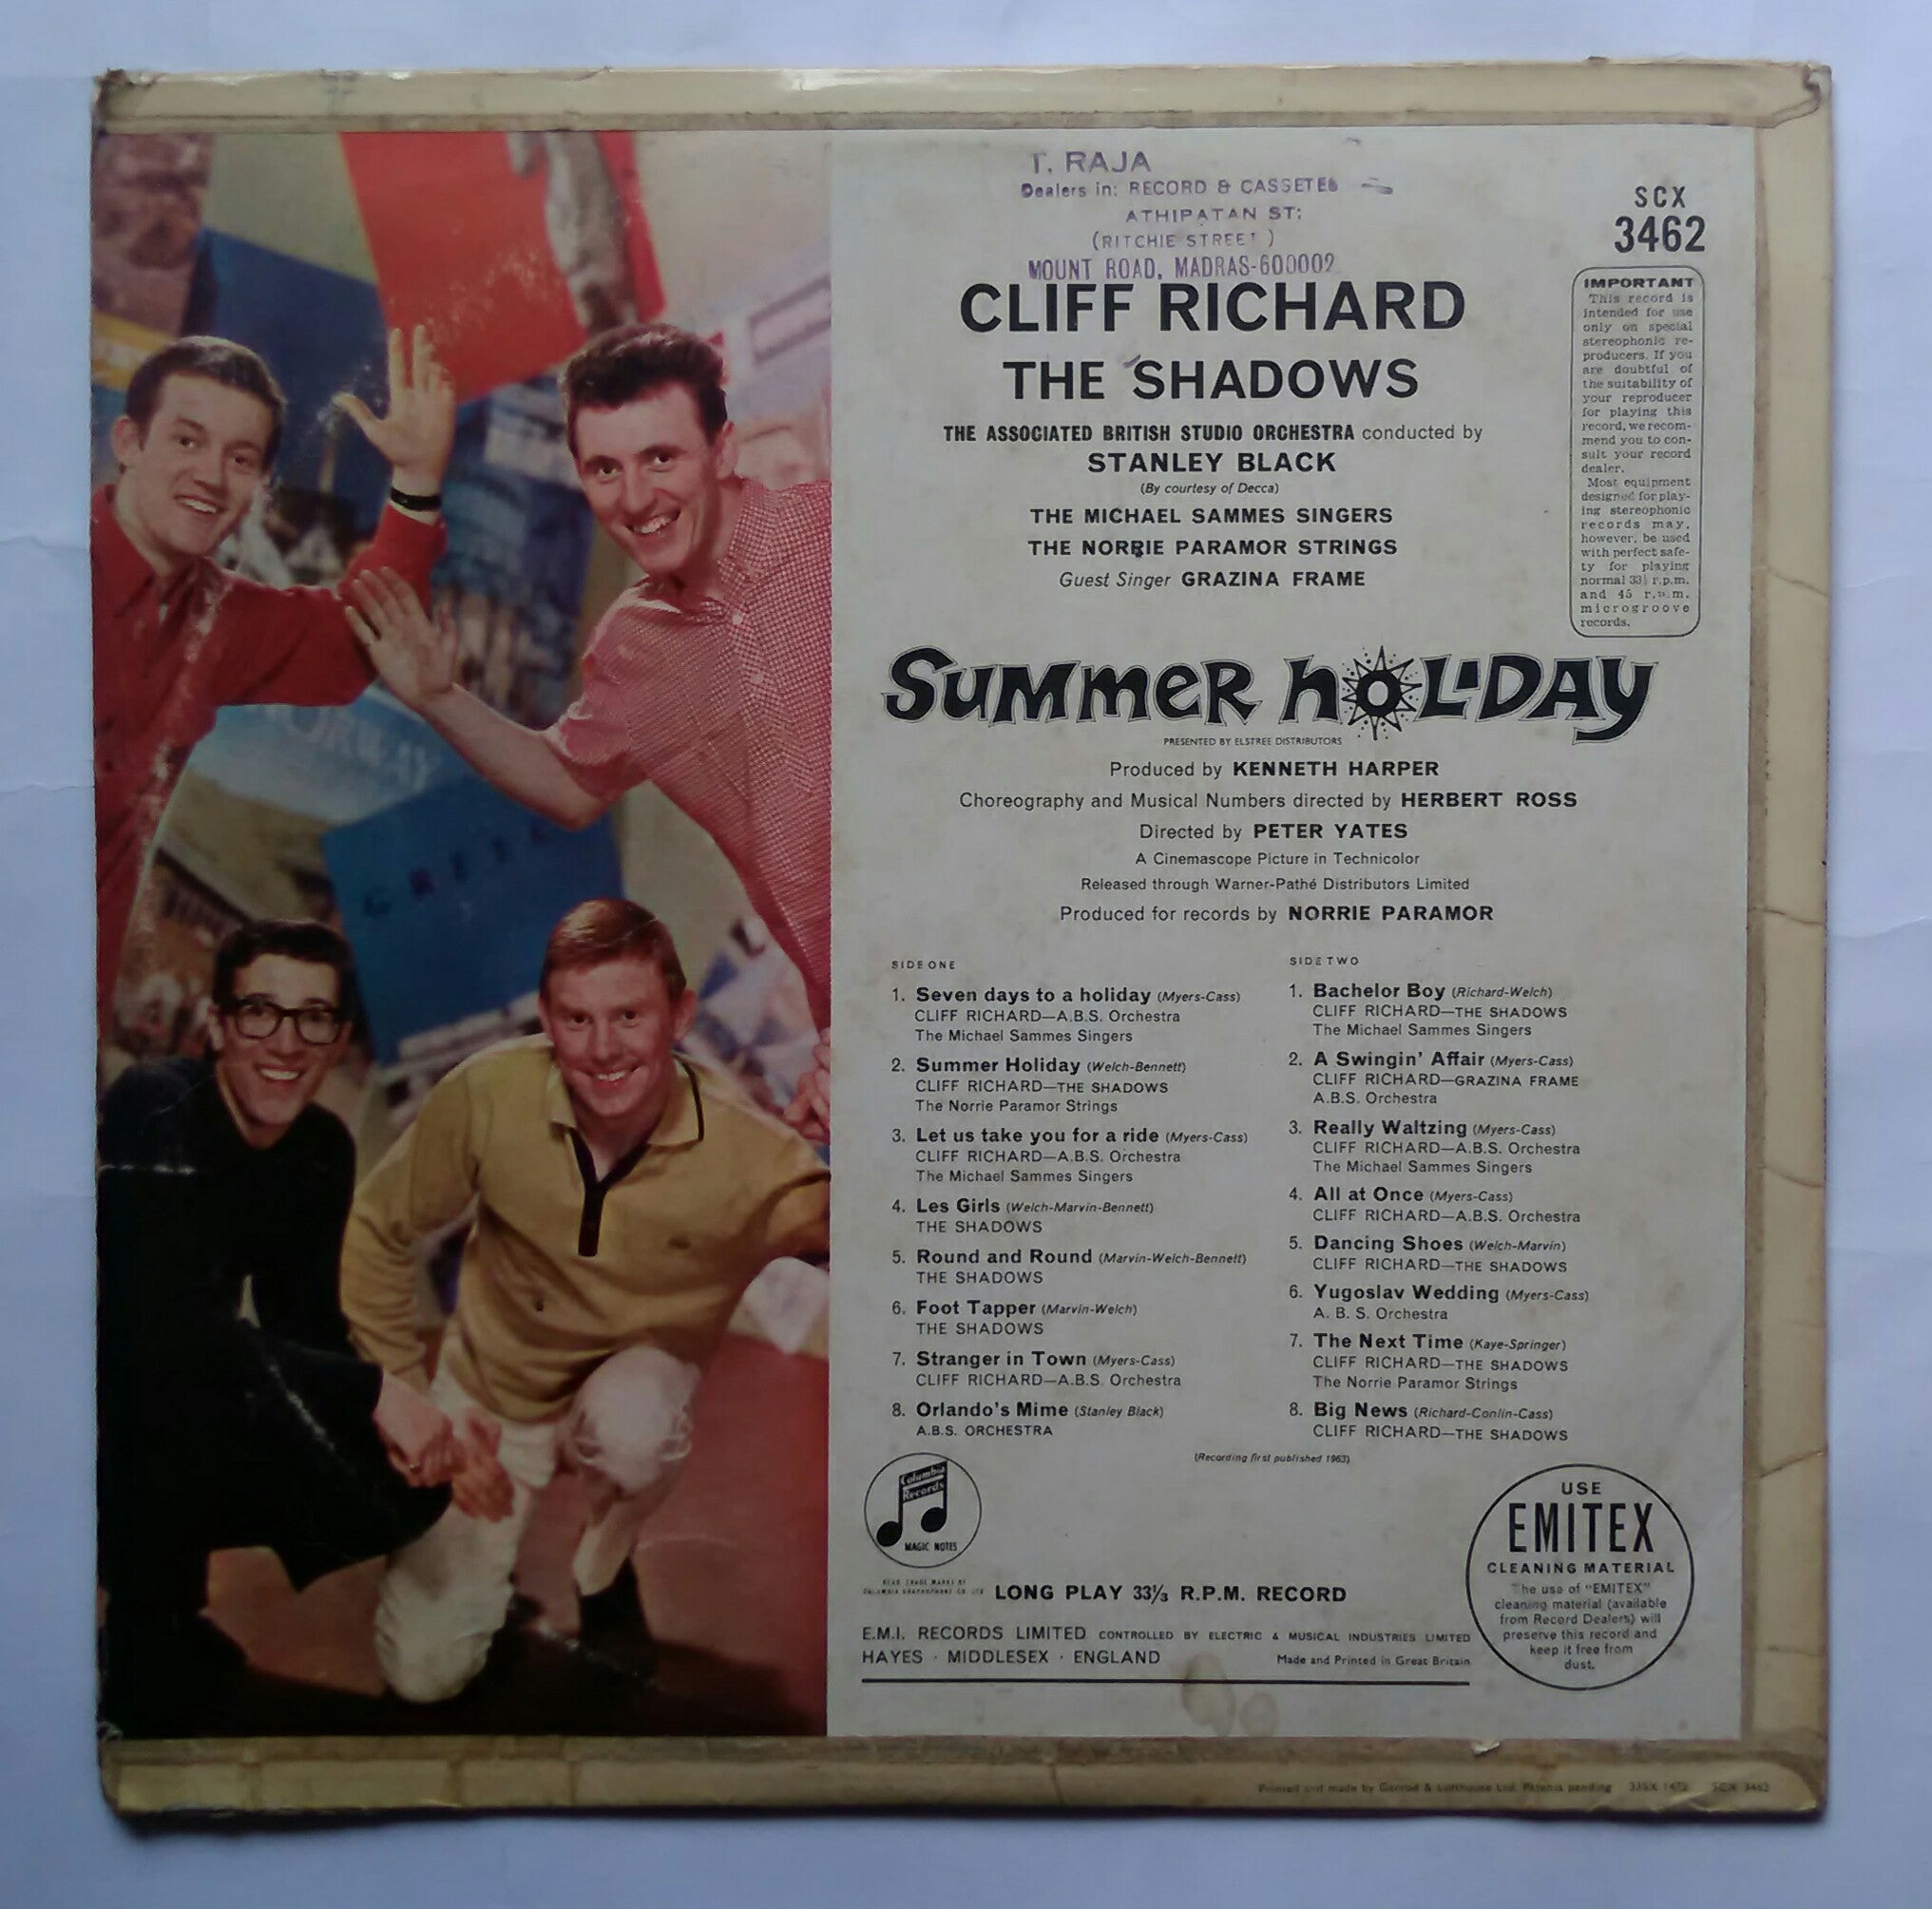 T. RAJA
Dealers in: RECORD & CASSETES
ATHIPATAN ST:
(RITCHIE STREET)
MOUNT ROAD, MADRAS-600002
SCX
3462
CLIFF RICHARD
THE SHADOWS
THE ASSOCIATED BRITISH STUDIO ORCHESTRA conducted by
STANLEY BLACK
(By courtesy of Decca)
THE MICHAEL SAMMES SINGERS
THE NORRIE PARAMOR STRINGS
Guest Singer GRAZINA FRAME
IMPORTANT
This record is
intended for use
only on special
stereophonic re-
producers. If you
are doubtful of
the suitability of
your reproducer
for playing this
record, we recom-
mend you to con-
sult your record
dealer.
Most equipment
designed for play-
ing stereophonic
records may,
however, be used
with perfect safe-
ty for playing
normal 33⅓ r.p.m.
and 45 r.p.m.
microgroove
records.
SUMMER HOLIDAY
PRESENTED BY ELSTREE DISTRIBUTORS
Produced by KENNETH HARPER
Choreography and Musical Numbers directed by HERBERT ROSS
Directed by PETER YATES
A Cinemascope Picture in Technicolor
Released through Warner-Pathé Distributors Limited
Produced for records by NORRIE PARAMOR
SIDE ONE
1. Seven days to a holiday (Myers-Cass)
CLIFF RICHARD—A.B.S. Orchestra
The Michael Sammes Singers
2. Summer Holiday (Welch-Bennett)
CLIFF RICHARD—THE SHADOWS
The Norrie Paramor Strings
3. Let us take you for a ride (Myers-Cass)
CLIFF RICHARD—A.B.S. Orchestra
The Michael Sammes Singers
4. Les Girls (Welch-Marvin-Bennett)
THE SHADOWS
5. Round and Round (Marvin-Welch-Bennett)
THE SHADOWS
6. Foot Tapper (Marvin-Welch)
THE SHADOWS
7. Stranger in Town (Myers-Cass)
CLIFF RICHARD—A.B.S. Orchestra
8. Orlando's Mime (Stanley Black)
A.B.S. ORCHESTRA
SIDE TWO
1. Bachelor Boy (Richard-Welch)
CLIFF RICHARD—THE SHADOWS
The Michael Sammes Singers
2. A Swingin' Affair (Myers-Cass)
CLIFF RICHARD—GRAZINA FRAME
A.B.S. Orchestra
3. Really Waltzing (Myers-Cass)
CLIFF RICHARD—A.B.S. Orchestra
The Michael Sammes Singers
4. All at Once (Myers-Cass)
CLIFF RICHARD—A.B.S. Orchestra
5. Dancing Shoes (Welch-Marvin)
CLIFF RICHARD—THE SHADOWS
6. Yugoslav Wedding (Myers-Cass)
A. B. S. Orchestra
7. The Next Time (Kaye-Springer)
CLIFF RICHARD—THE SHADOWS
The Norrie Paramor Strings
8. Big News (Richard-Conlin-Cass)
CLIFF RICHARD—THE SHADOWS
(Recording first published 1963)
Columbia
Records
MAGIC NOTES
LONG PLAY 33⅓ R.P.M. RECORD
E.M.I. RECORDS LIMITED CONTROLLED BY ELECTRIC & MUSICAL INDUSTRIES LIMITED
HAYES · MIDDLESEX · ENGLAND
Made and Printed in Great Britain
USE
EMITEX
CLEANING MATERIAL
The use of "EMITEX"
cleaning material (available
from Record Dealers) will
preserve this record and
keep it free from
dust.
Printed and made by Garrod & Lofthouse Ltd. Patents pending 33SX 1472 SCX 3462